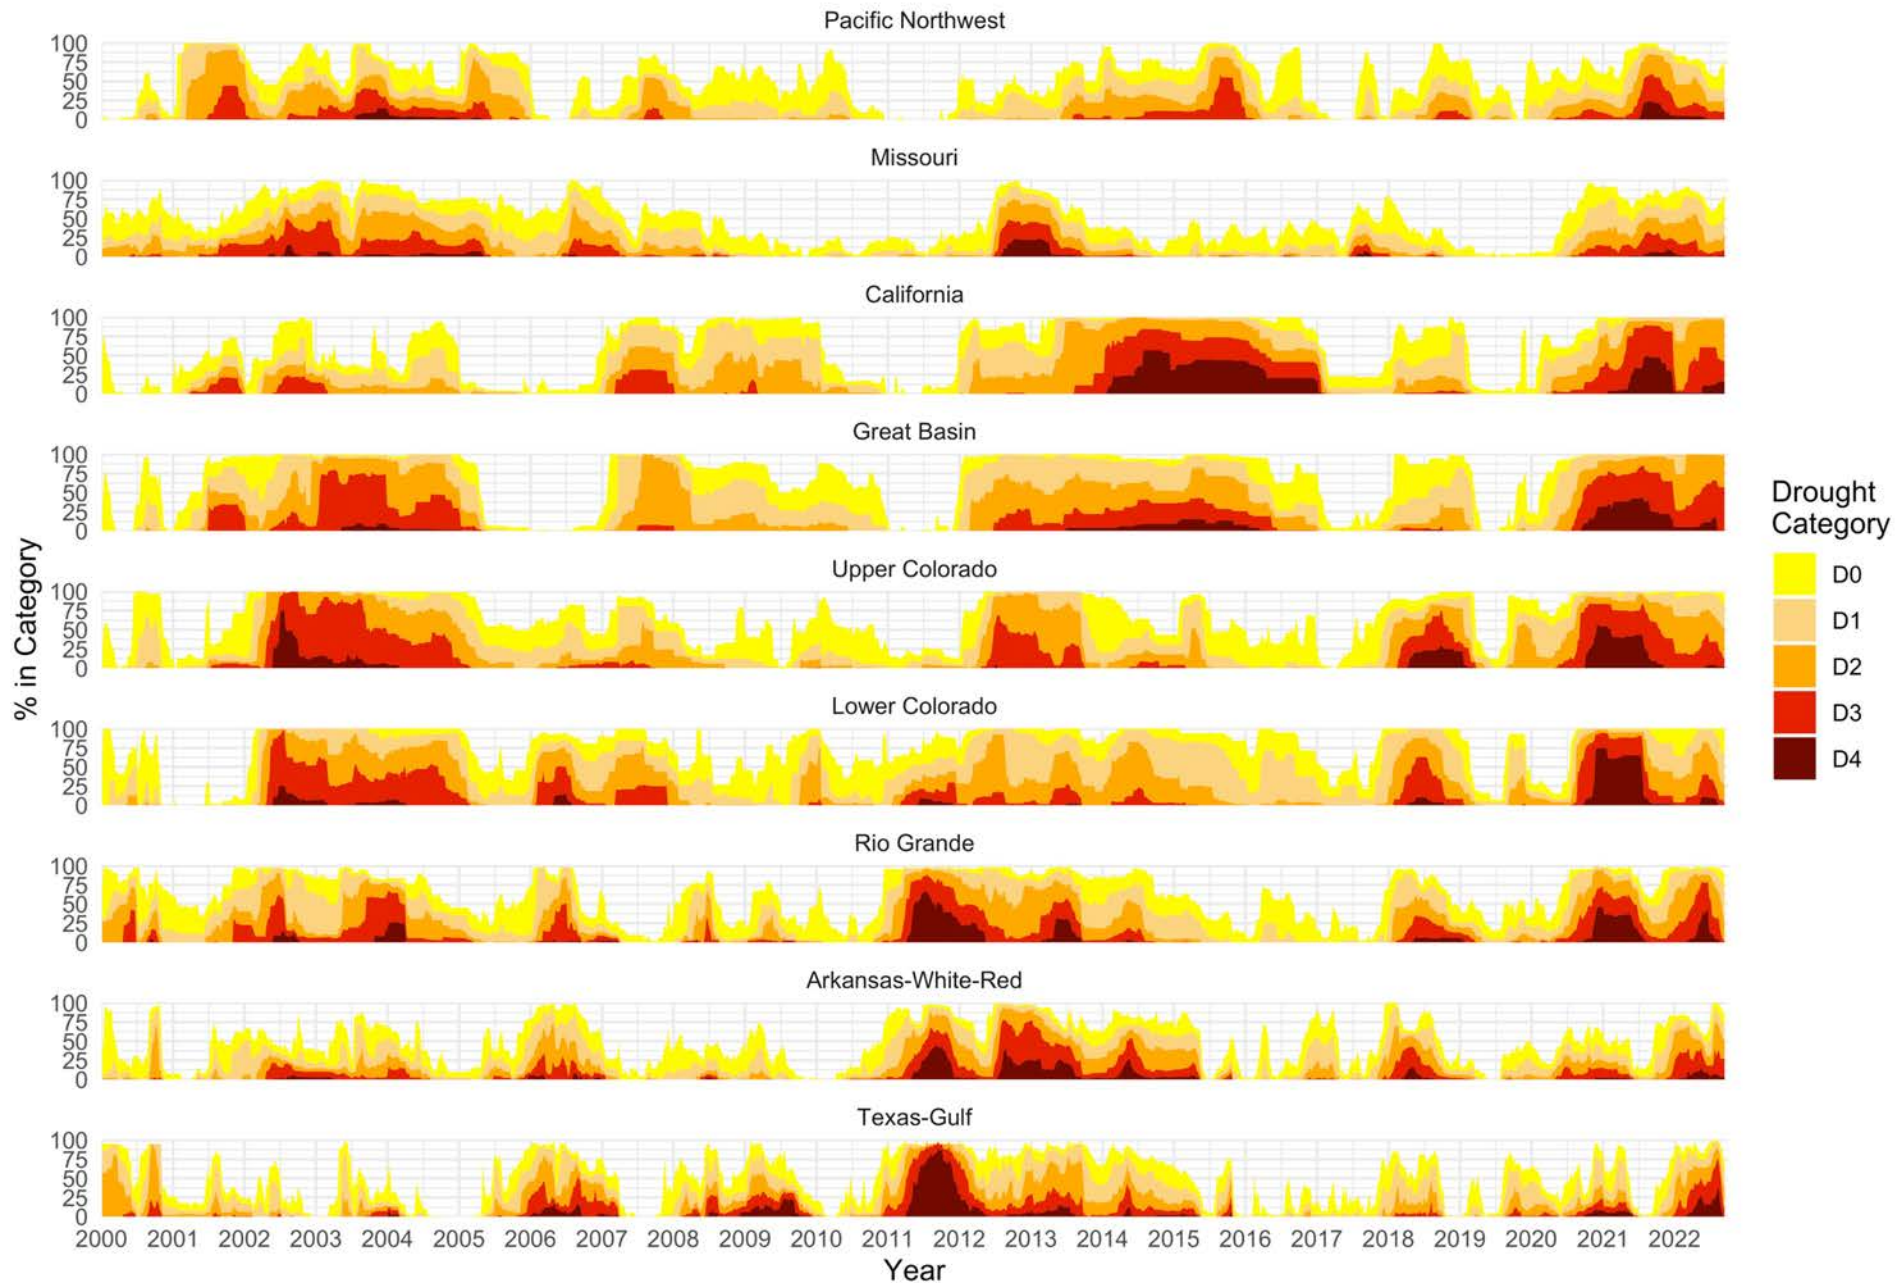 Pacific Northwest
100
75
50
25
0
Missouri
100
75
50
25
0
California
100
75
50
25
0
Great Basin
100
75
50
25
0
Upper Colorado
100
75
50
25
0
Lower Colorado
100
75
50
25
0
Rio Grande
100
75
50
25
0
Arkansas-White-Red
100
75
50
25
0
Texas-Gulf
100
75
50
25
0
2000 2001 2002 2003 2004 2005 2006 2007 2008 2009 2010 2011 2012 2013 2014 2015 2016 2017 2018 2019 2020 2021 2022
Year
% in Category
Drought
Category
D0
D1
D2
D3
D4